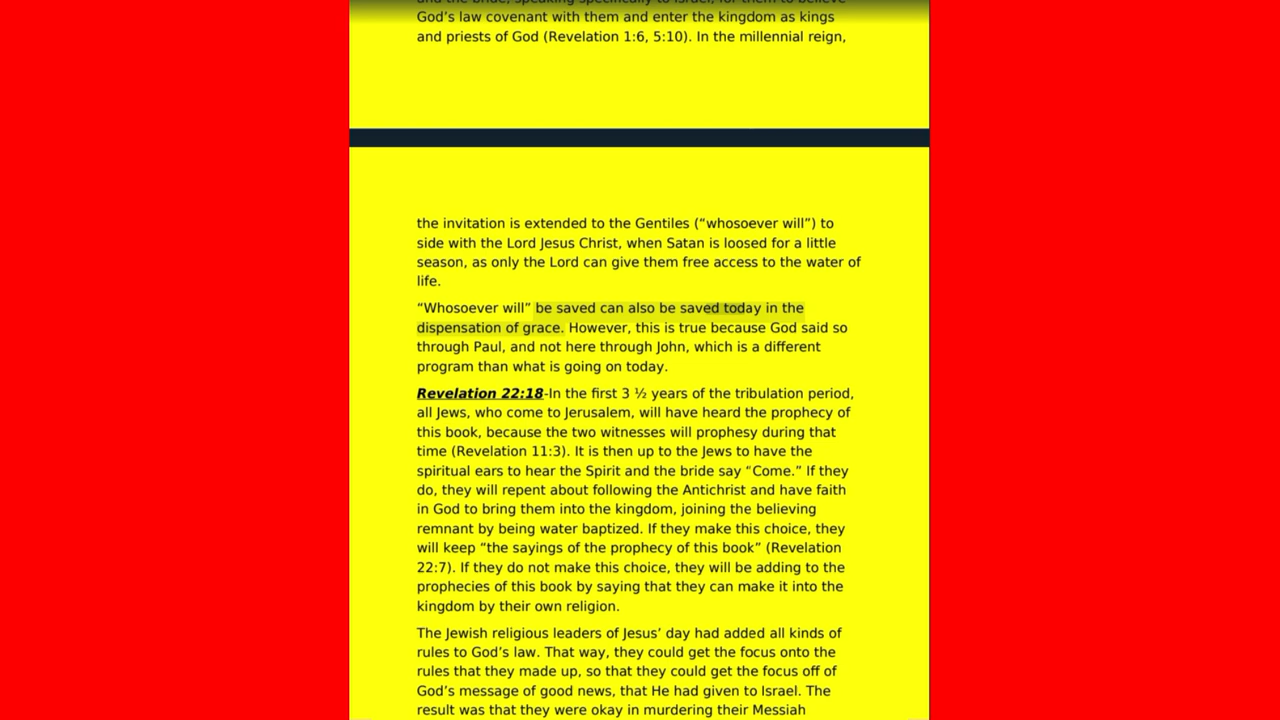 and the bride, speaking specifically to Israel, for them to believe
God’s law covenant with them and enter the kingdom as kings
and priests of God (Revelation 1:6, 5:10). In the millennial reign,
the invitation is extended to the Gentiles (“whosoever will”) to
side with the Lord Jesus Christ, when Satan is loosed for a little
season, as only the Lord can give them free access to the water of
life.
“Whosoever will” be saved can also be saved today in the
dispensation of grace. However, this is true because God said so
through Paul, and not here through John, which is a different
program than what is going on today.
Revelation 22:18-In the first 3 ½ years of the tribulation period,
all Jews, who come to Jerusalem, will have heard the prophecy of
this book, because the two witnesses will prophesy during that
time (Revelation 11:3). It is then up to the Jews to have the
spiritual ears to hear the Spirit and the bride say “Come.” If they
do, they will repent about following the Antichrist and have faith
in God to bring them into the kingdom, joining the believing
remnant by being water baptized. If they make this choice, they
will keep “the sayings of the prophecy of this book” (Revelation
22:7). If they do not make this choice, they will be adding to the
prophecies of this book by saying that they can make it into the
kingdom by their own religion.
The Jewish religious leaders of Jesus’ day had added all kinds of
rules to God’s law. That way, they could get the focus onto the
rules that they made up, so that they could get the focus off of
God’s message of good news, that He had given to Israel. The
result was that they were okay in murdering their Messiah